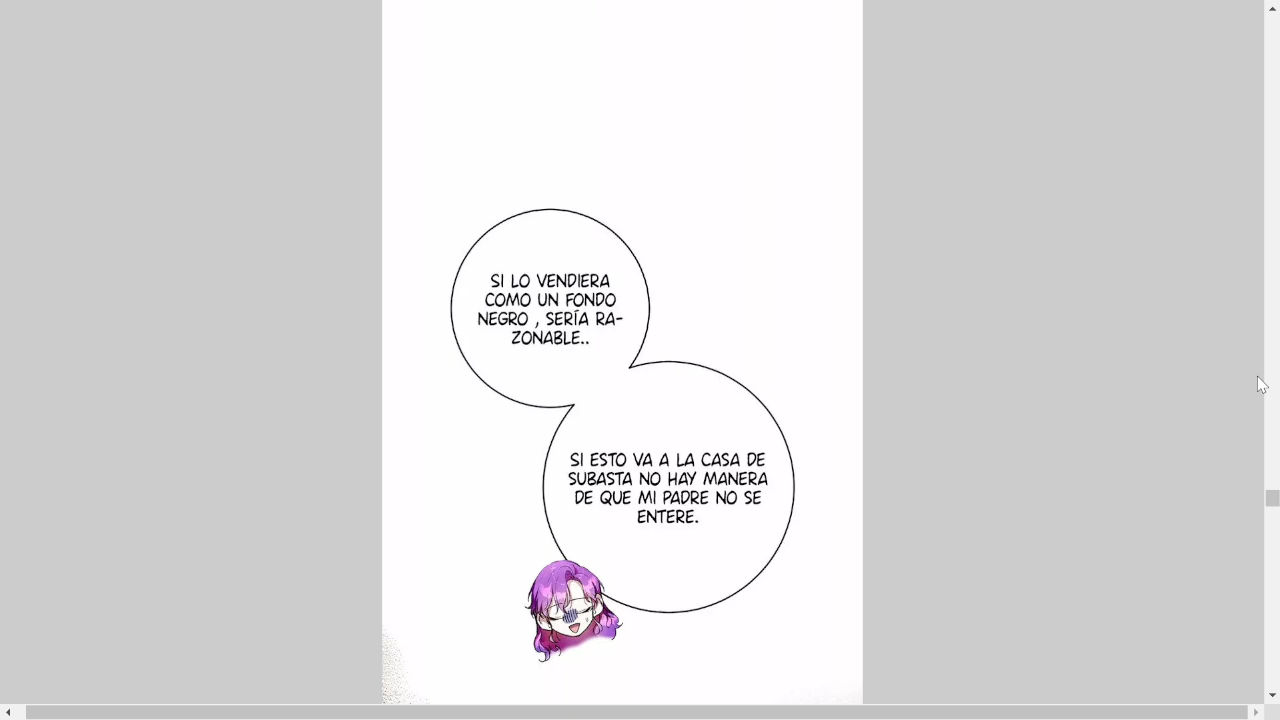 SI LO VENDIERA
COMO UN FONDO
NEGRO , SERÍA RA-
ZONABLE..
SI ESTO VA A LA CASA DE
SUBASTA NO HAY MANERA
DE QUE MI PADRE NO SE
ENTERE.